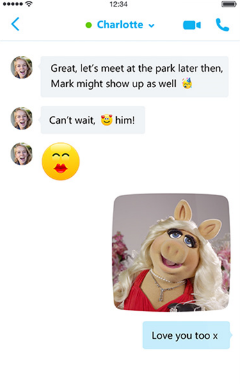 12:34
Charlotte
Great, let's meet at the park later then,
Mark might show up as well
Can't wait, him!
Love you too x